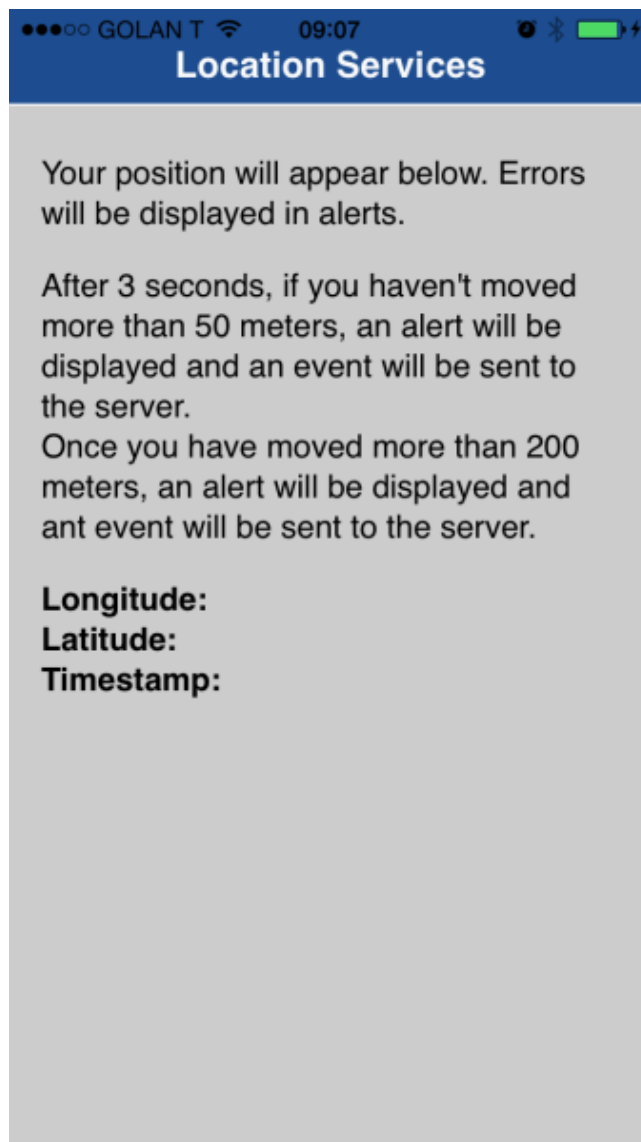 GOLAN T 09:07
Location Services
Your position will appear below. Errors
will be displayed in alerts.
After 3 seconds, if you haven't moved
more than 50 meters, an alert will be
displayed and an event will be sent to
the server.
Once you have moved more than 200
meters, an alert will be displayed and
ant event will be sent to the server.
Longitude:
Latitude:
Timestamp: